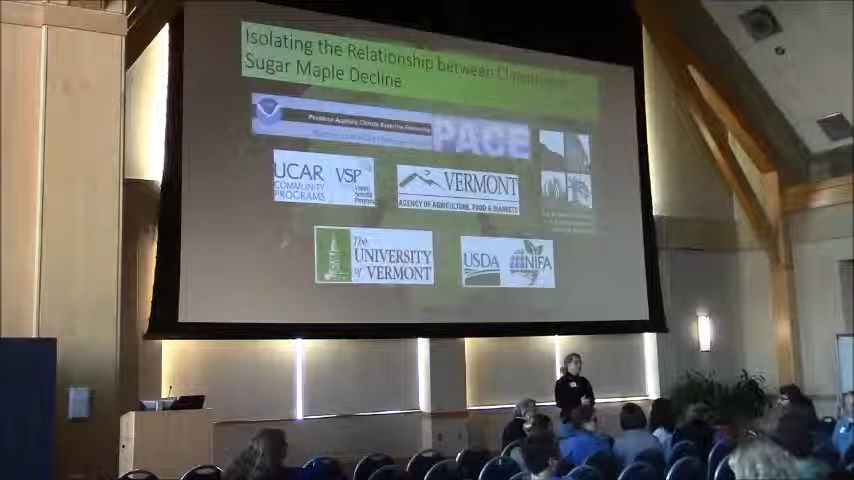 Isolating the Relationship between
Sugar Maple Decline
PACE
UCAR
COMMUNITY
PROGRAMS
VSP
VERMONT
AGENCY OF AGRICULTURE, FOOD & MARKETS
The
UNIVERSITY
of VERMONT
USDA
NIFA